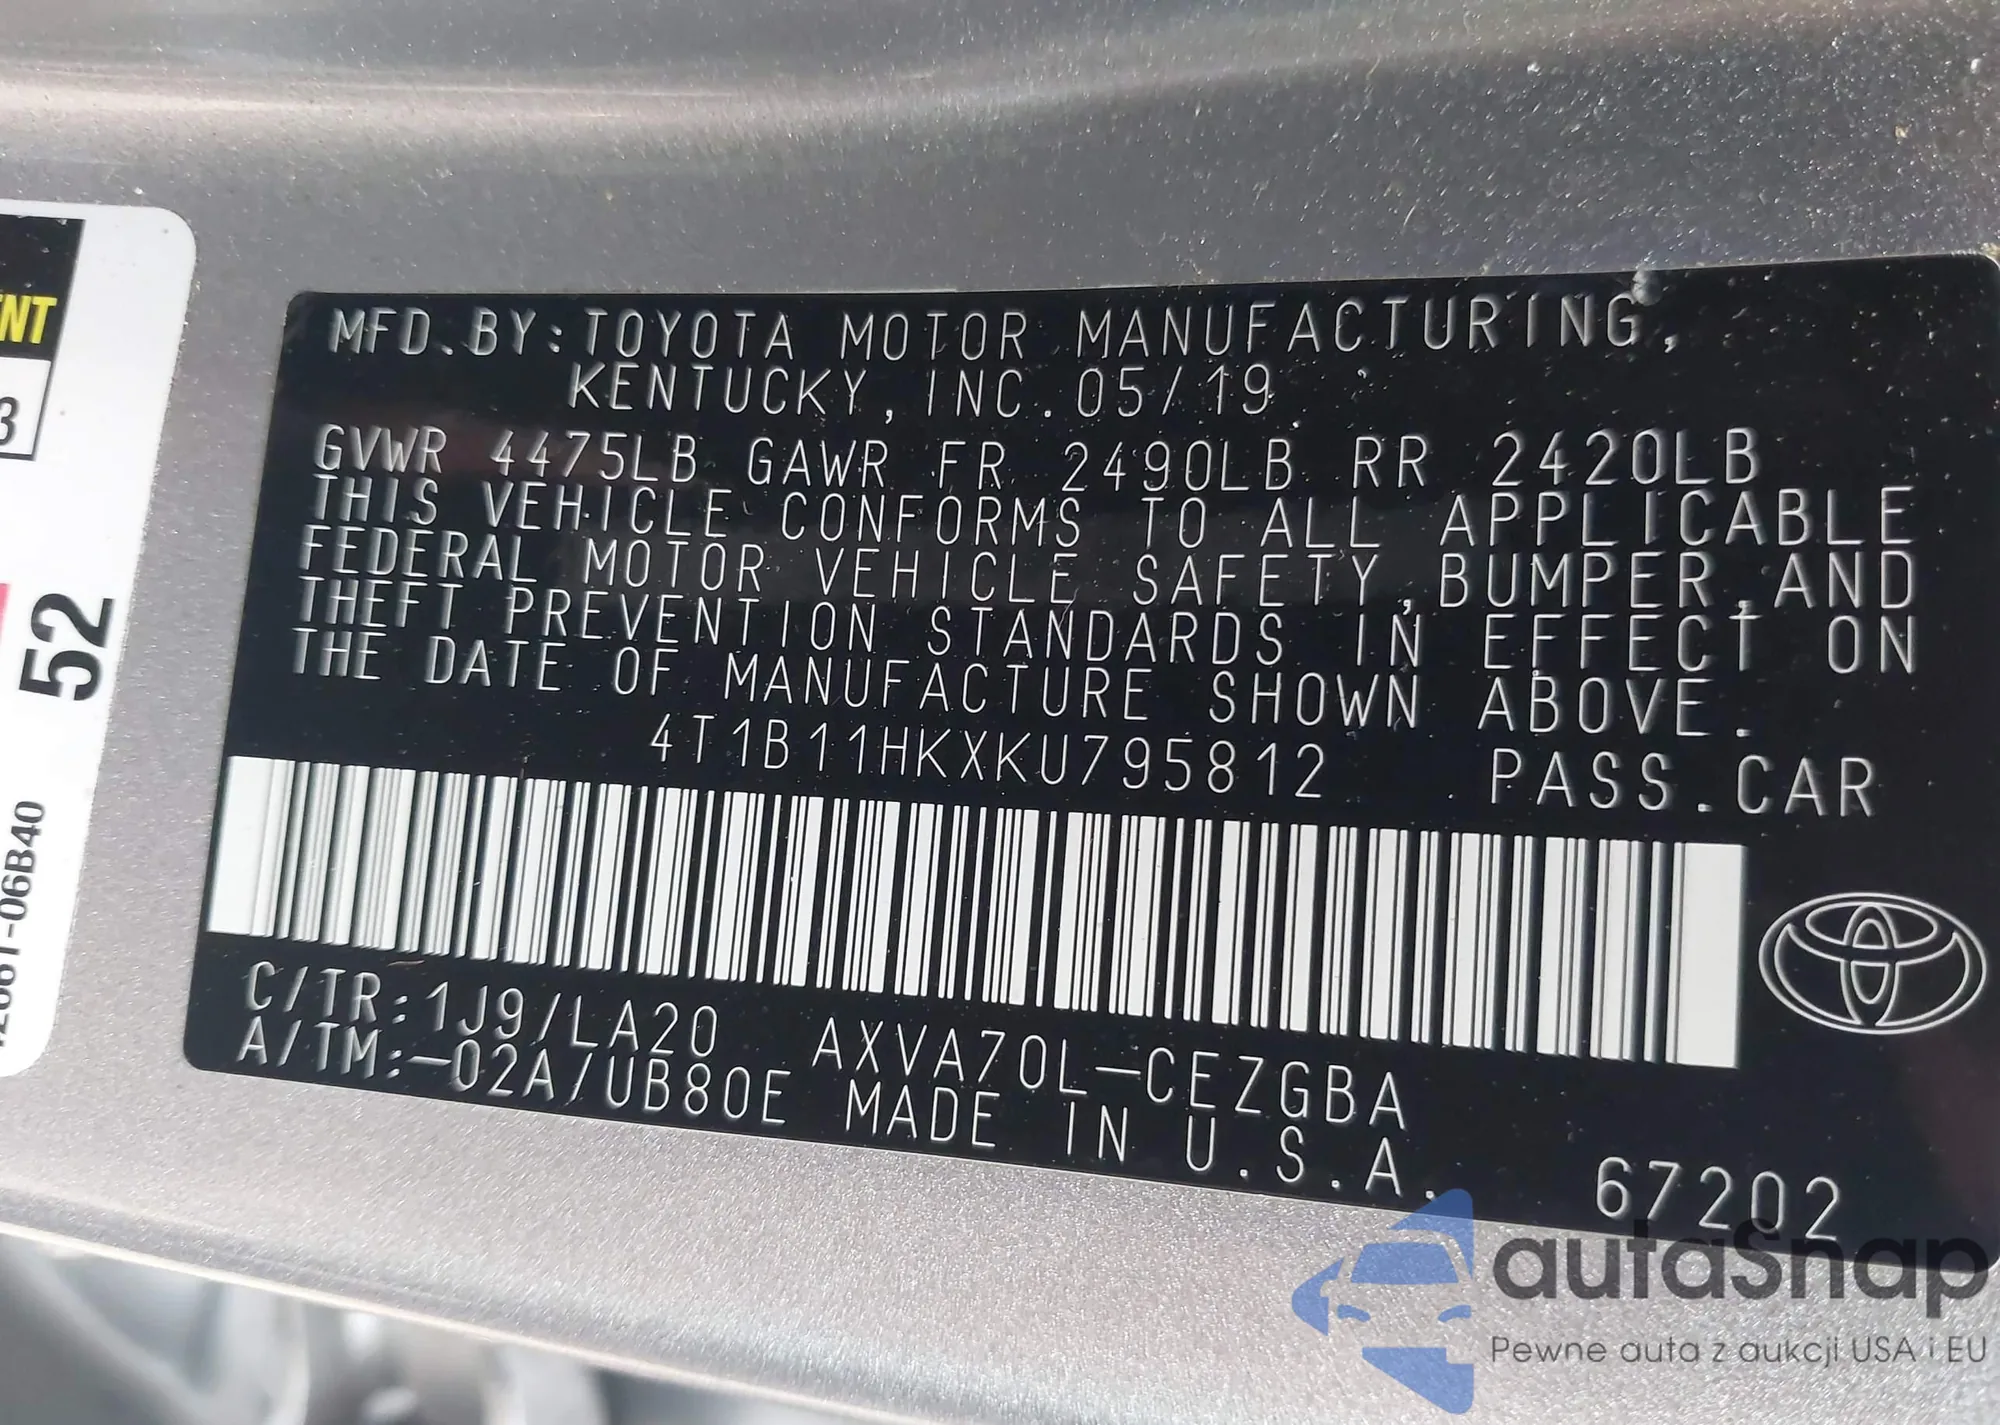 MFD.BY:TOYOTA MOTOR MANUFACTURING,
KENTUCKY, INC. 05/19
GVWR 4475LB GAWR FR 2490LB RR 2420LB
THIS VEHICLE CONFORMS TO ALL APPLICABLE
FEDERAL MOTOR VEHICLE SAFETY,BUMPER,AND
THEFT PREVENTION STANDARDS IN EFFECT ON
THE DATE OF MANUFACTURE SHOWN ABOVE.
4T1B11HKXKU795812 PASS.CAR
C/TR:1J9/LA20 AXVA70L-CEZGBA
A/TM:-02A/UB80E MADE IN U.S.A.
67202
52
3
autaSnap
Pewne auta z aukcji USA i EU